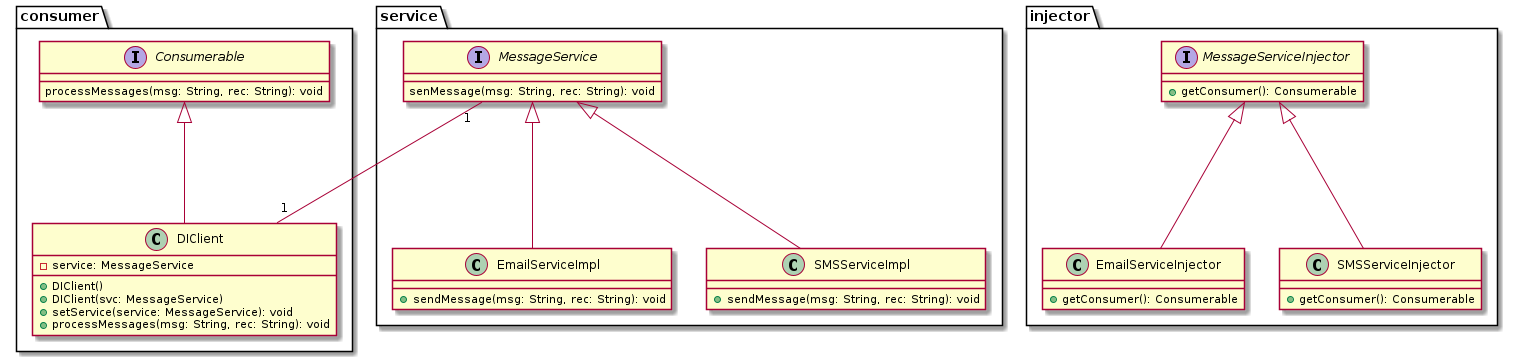 consumer
I Consumerable
processMessages(msg: String, rec: String): void
1
C DIClient
service: MessageService
DIClient()
DIClient(svc: MessageService)
setService(service: MessageService): void
processMessages(msg: String, rec: String): void
service
I MessageService
senMessage(msg: String, rec: String): void
1
C EmailServiceImpl
sendMessage(msg: String, rec: String): void
C SMSServiceImpl
sendMessage(msg: String, rec: String): void
injector
I MessageServiceInjector
getConsumer(): Consumerable
C EmailServiceInjector
getConsumer(): Consumerable
C SMSServiceInjector
getConsumer(): Consumerable